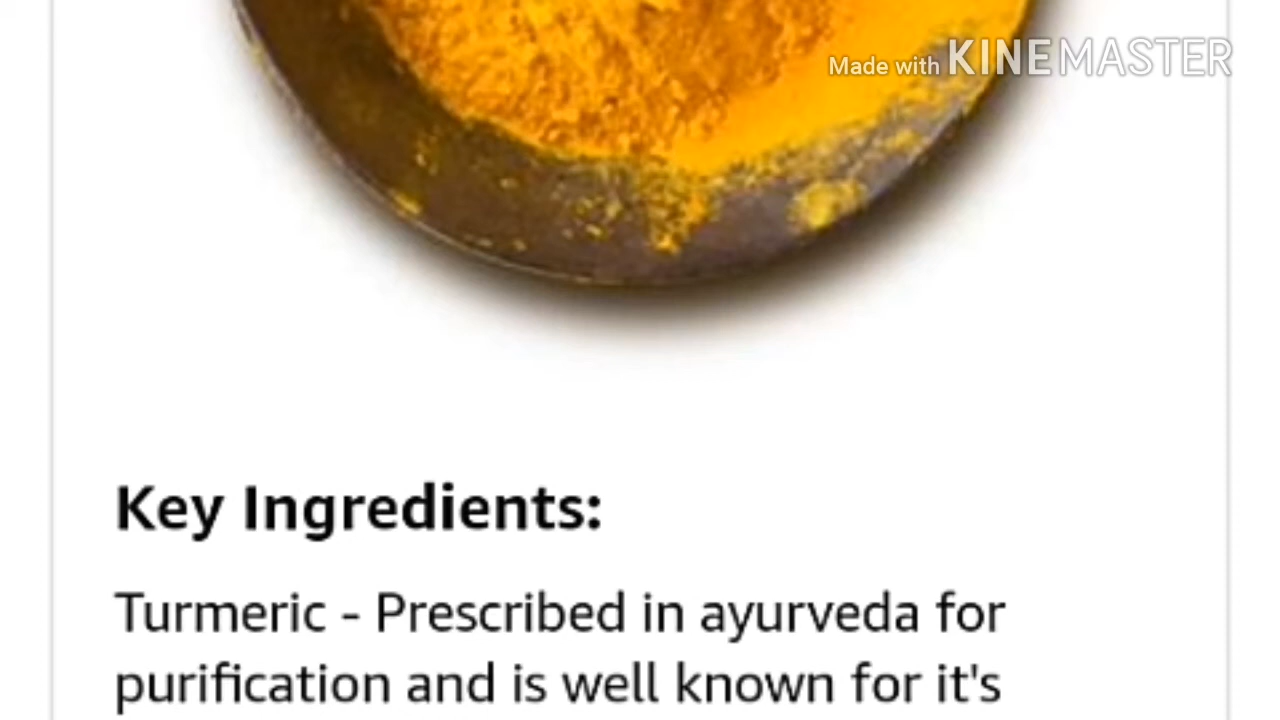 Made with KINEMASTER
Key Ingredients:
Turmeric - Prescribed in ayurveda for
purification and is well known for it's